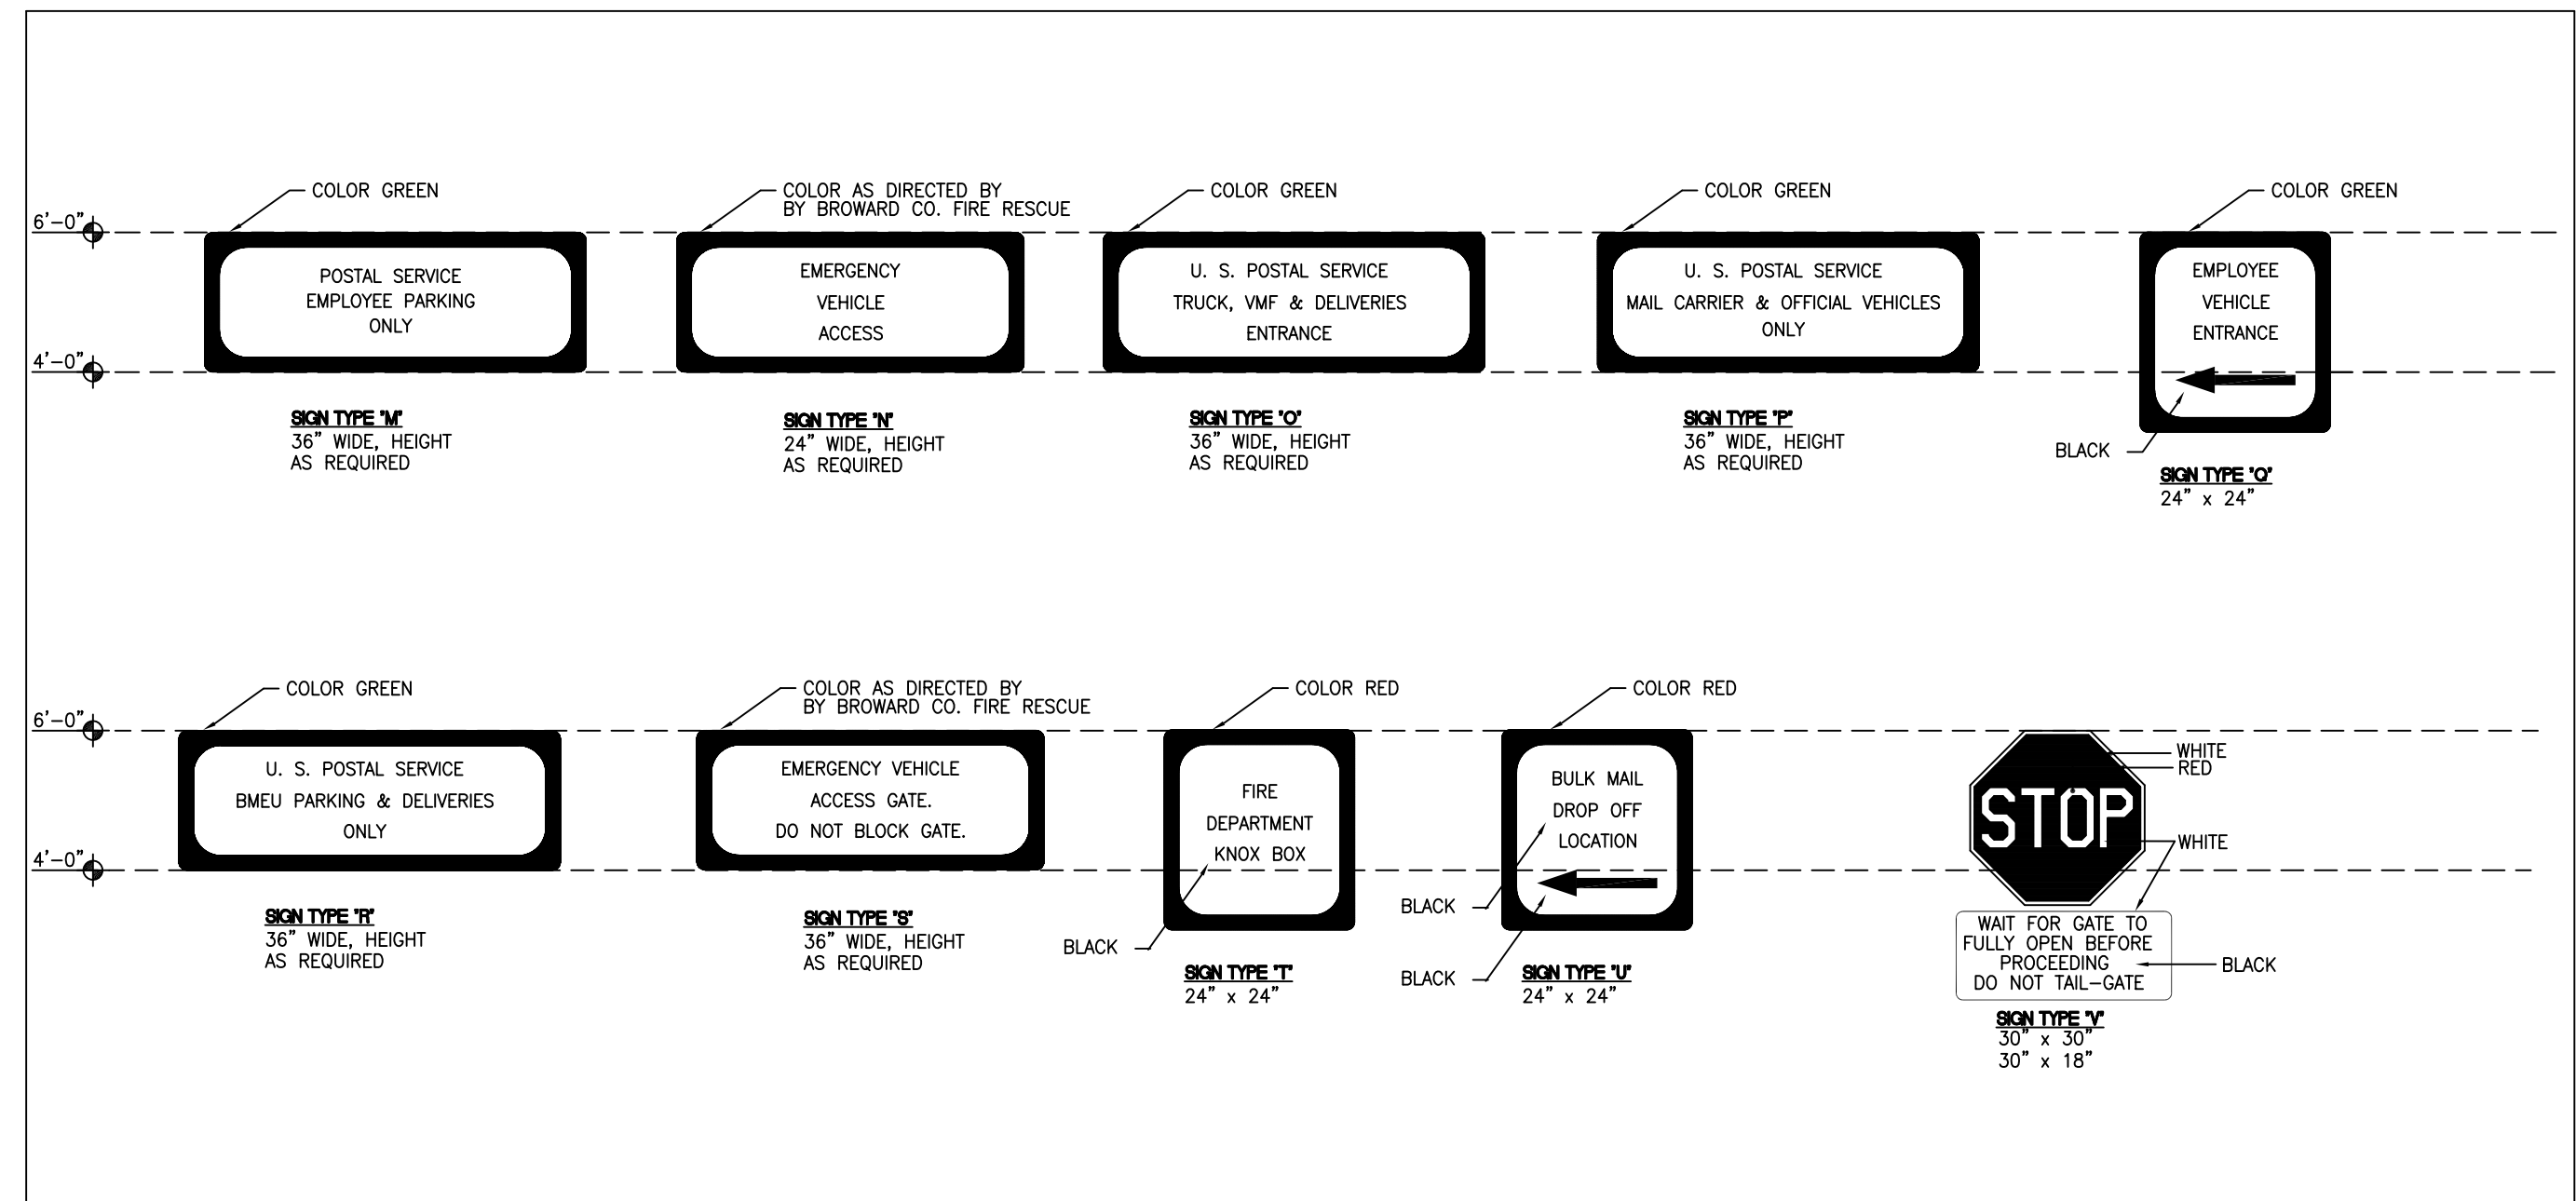 COLOR GREEN
COLOR AS DIRECTED BY
BY BROWARD CO. FIRE RESCUE
COLOR GREEN
COLOR GREEN
COLOR GREEN
6'-0"
4'-0"
POSTAL SERVICE
EMPLOYEE PARKING
ONLY
EMERGENCY
VEHICLE
ACCESS
U. S. POSTAL SERVICE
TRUCK, VMF & DELIVERIES
ENTRANCE
U. S. POSTAL SERVICE
MAIL CARRIER & OFFICIAL VEHICLES
ONLY
EMPLOYEE
VEHICLE
ENTRANCE
BLACK
SIGN TYPE "M"
36" WIDE, HEIGHT
AS REQUIRED
SIGN TYPE "N"
24" WIDE, HEIGHT
AS REQUIRED
SIGN TYPE "O"
36" WIDE, HEIGHT
AS REQUIRED
SIGN TYPE "P"
36" WIDE, HEIGHT
AS REQUIRED
SIGN TYPE "Q"
24" x 24"
COLOR GREEN
COLOR AS DIRECTED BY
BY BROWARD CO. FIRE RESCUE
COLOR RED
COLOR RED
6'-0"
4'-0"
U. S. POSTAL SERVICE
BMEU PARKING & DELIVERIES
ONLY
EMERGENCY VEHICLE
ACCESS GATE.
DO NOT BLOCK GATE.
FIRE
DEPARTMENT
KNOX BOX
BLACK
BULK MAIL
DROP OFF
LOCATION
BLACK
BLACK
STOP
WHITE
RED
WHITE
WAIT FOR GATE TO
FULLY OPEN BEFORE
PROCEEDING
DO NOT TAIL-GATE
BLACK
SIGN TYPE "R"
36" WIDE, HEIGHT
AS REQUIRED
SIGN TYPE "S"
36" WIDE, HEIGHT
AS REQUIRED
SIGN TYPE "T"
24" x 24"
SIGN TYPE "U"
24" x 24"
SIGN TYPE "V"
30" x 30"
30" x 18"